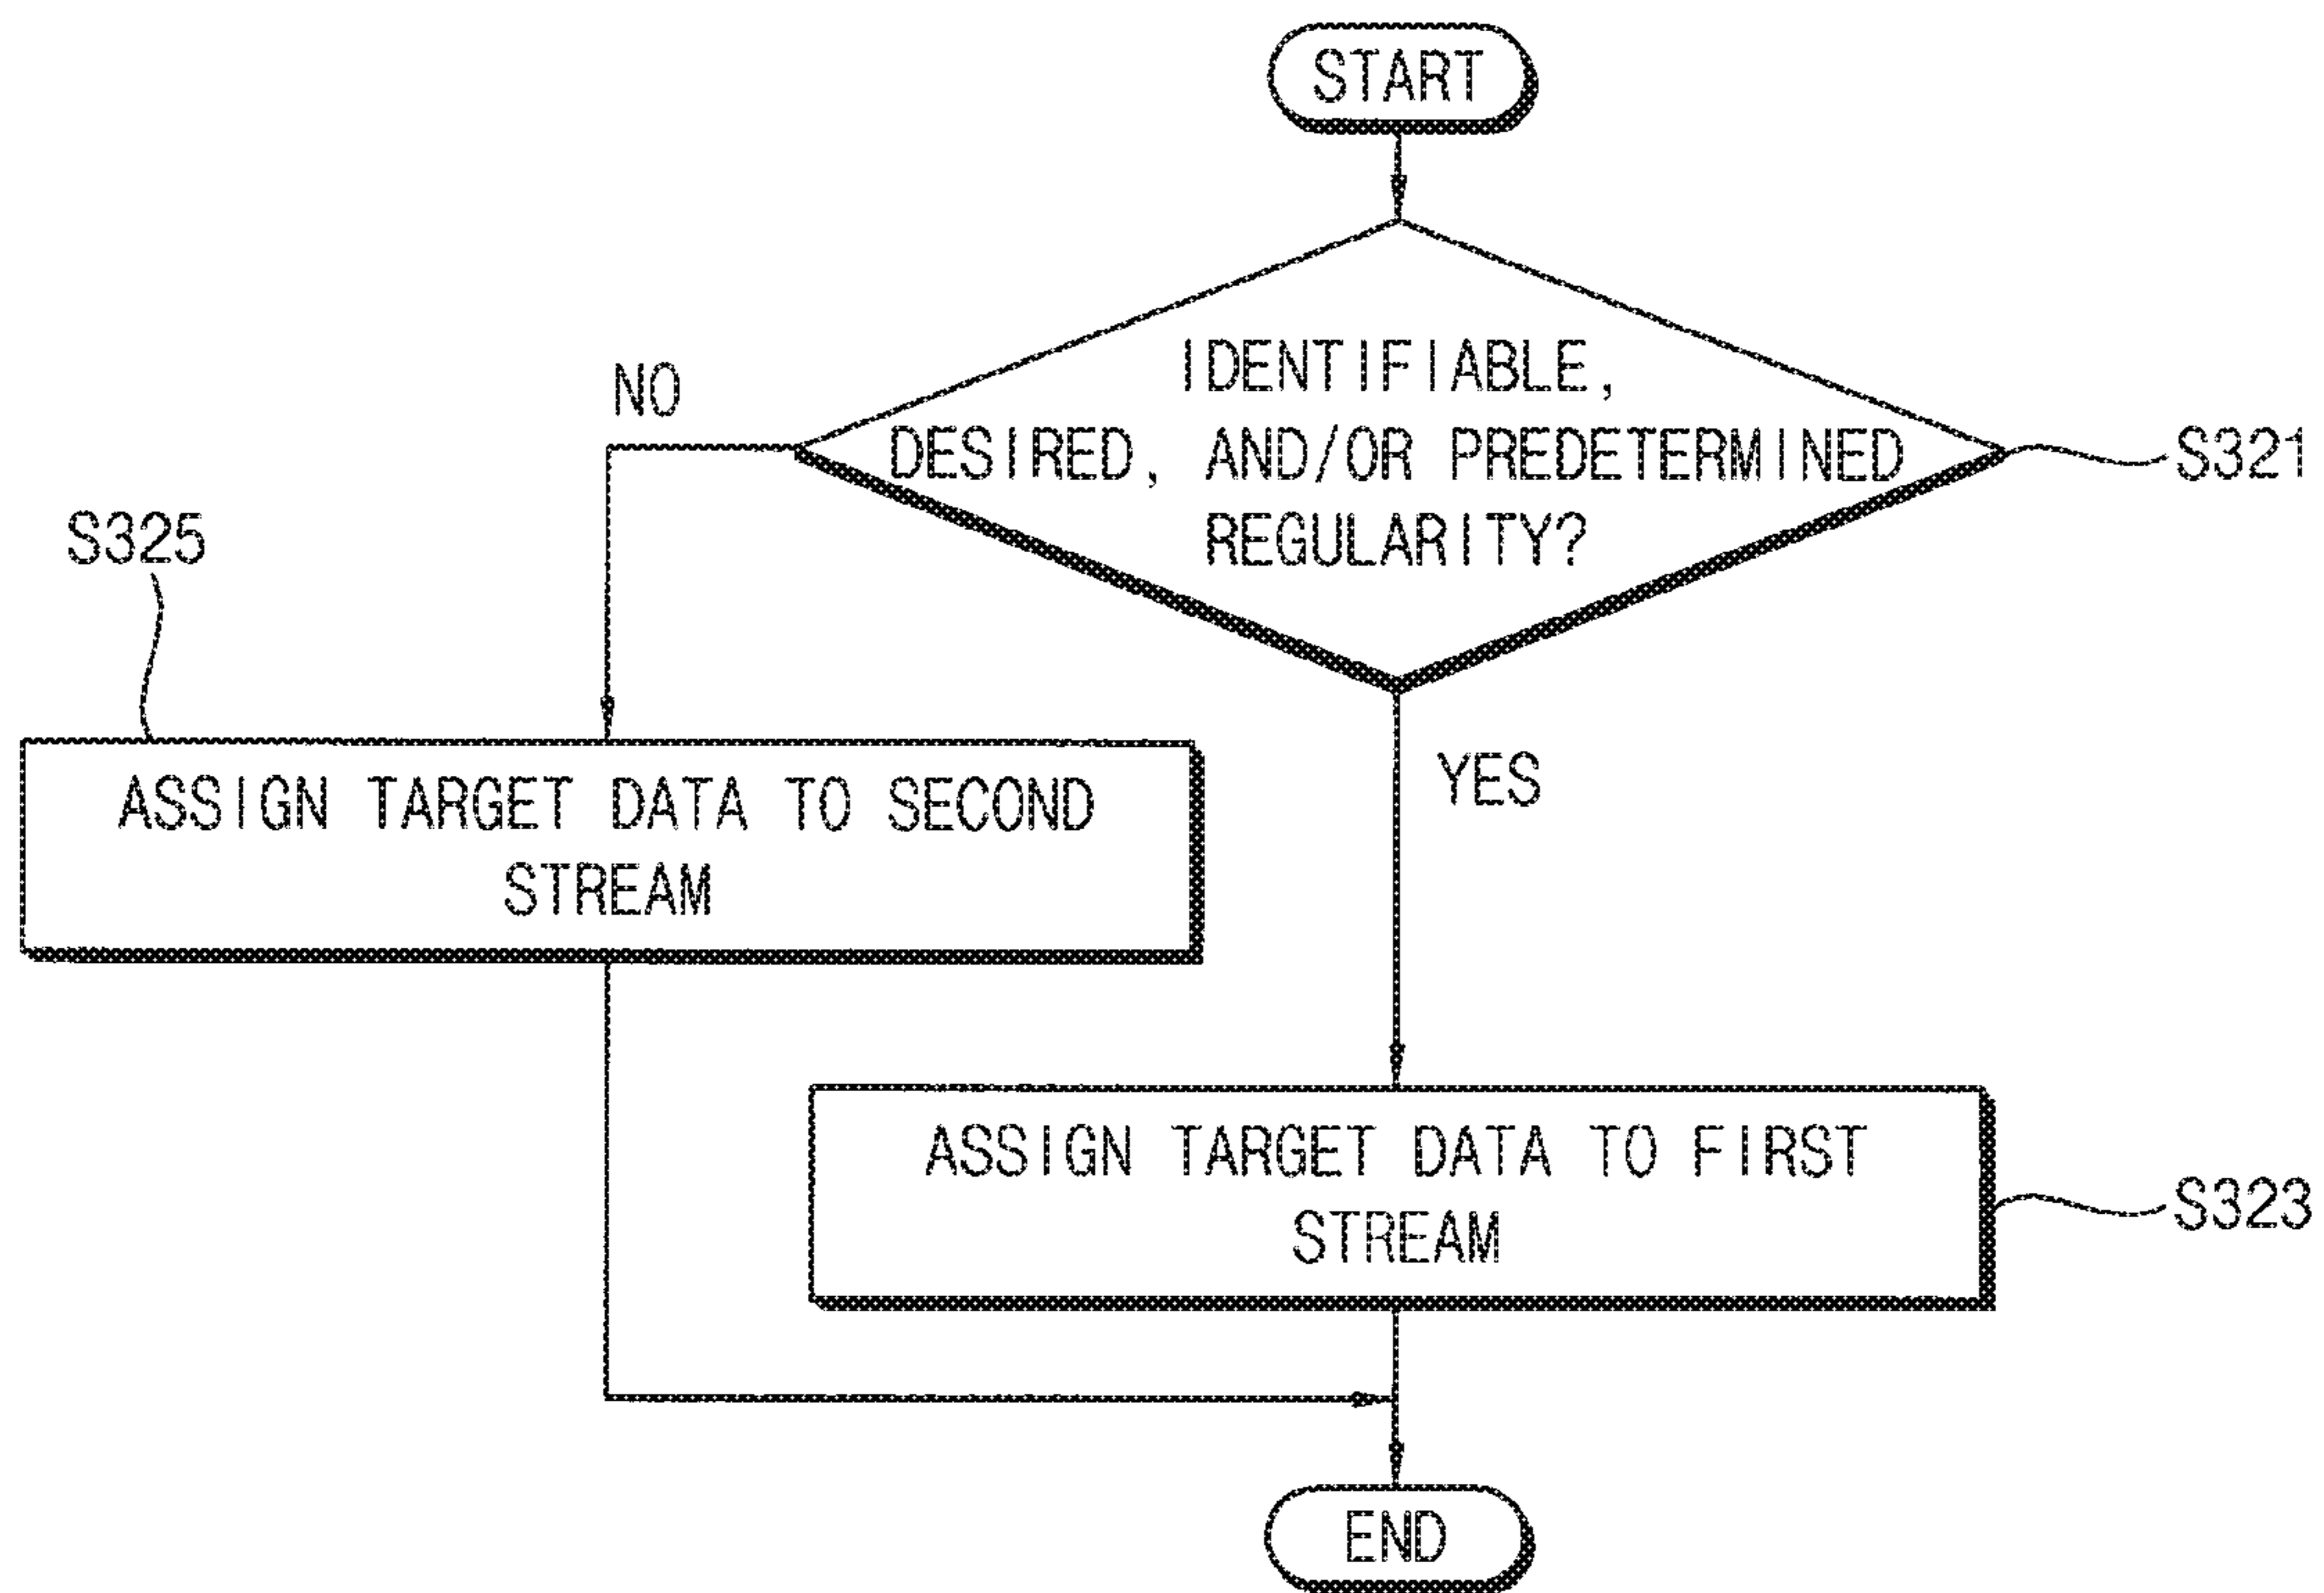 START
IDENTIFIABLE,
DESIRED, AND/OR PREDETERMINED
REGULARITY?
S321
NO
YES
S325
ASSIGN TARGET DATA TO SECOND
STREAM
ASSIGN TARGET DATA TO FIRST
STREAM
S323
END